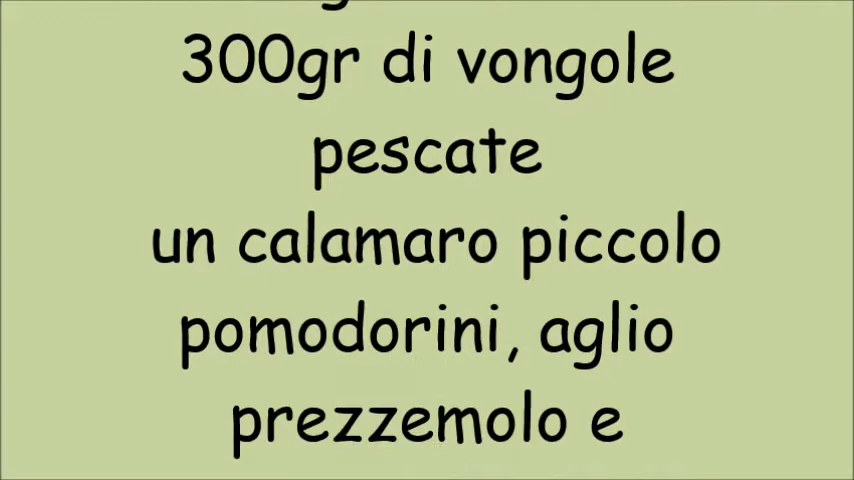 300gr di vongole
pescate
un calamaro piccolo
pomodorini, aglio
prezzemolo e